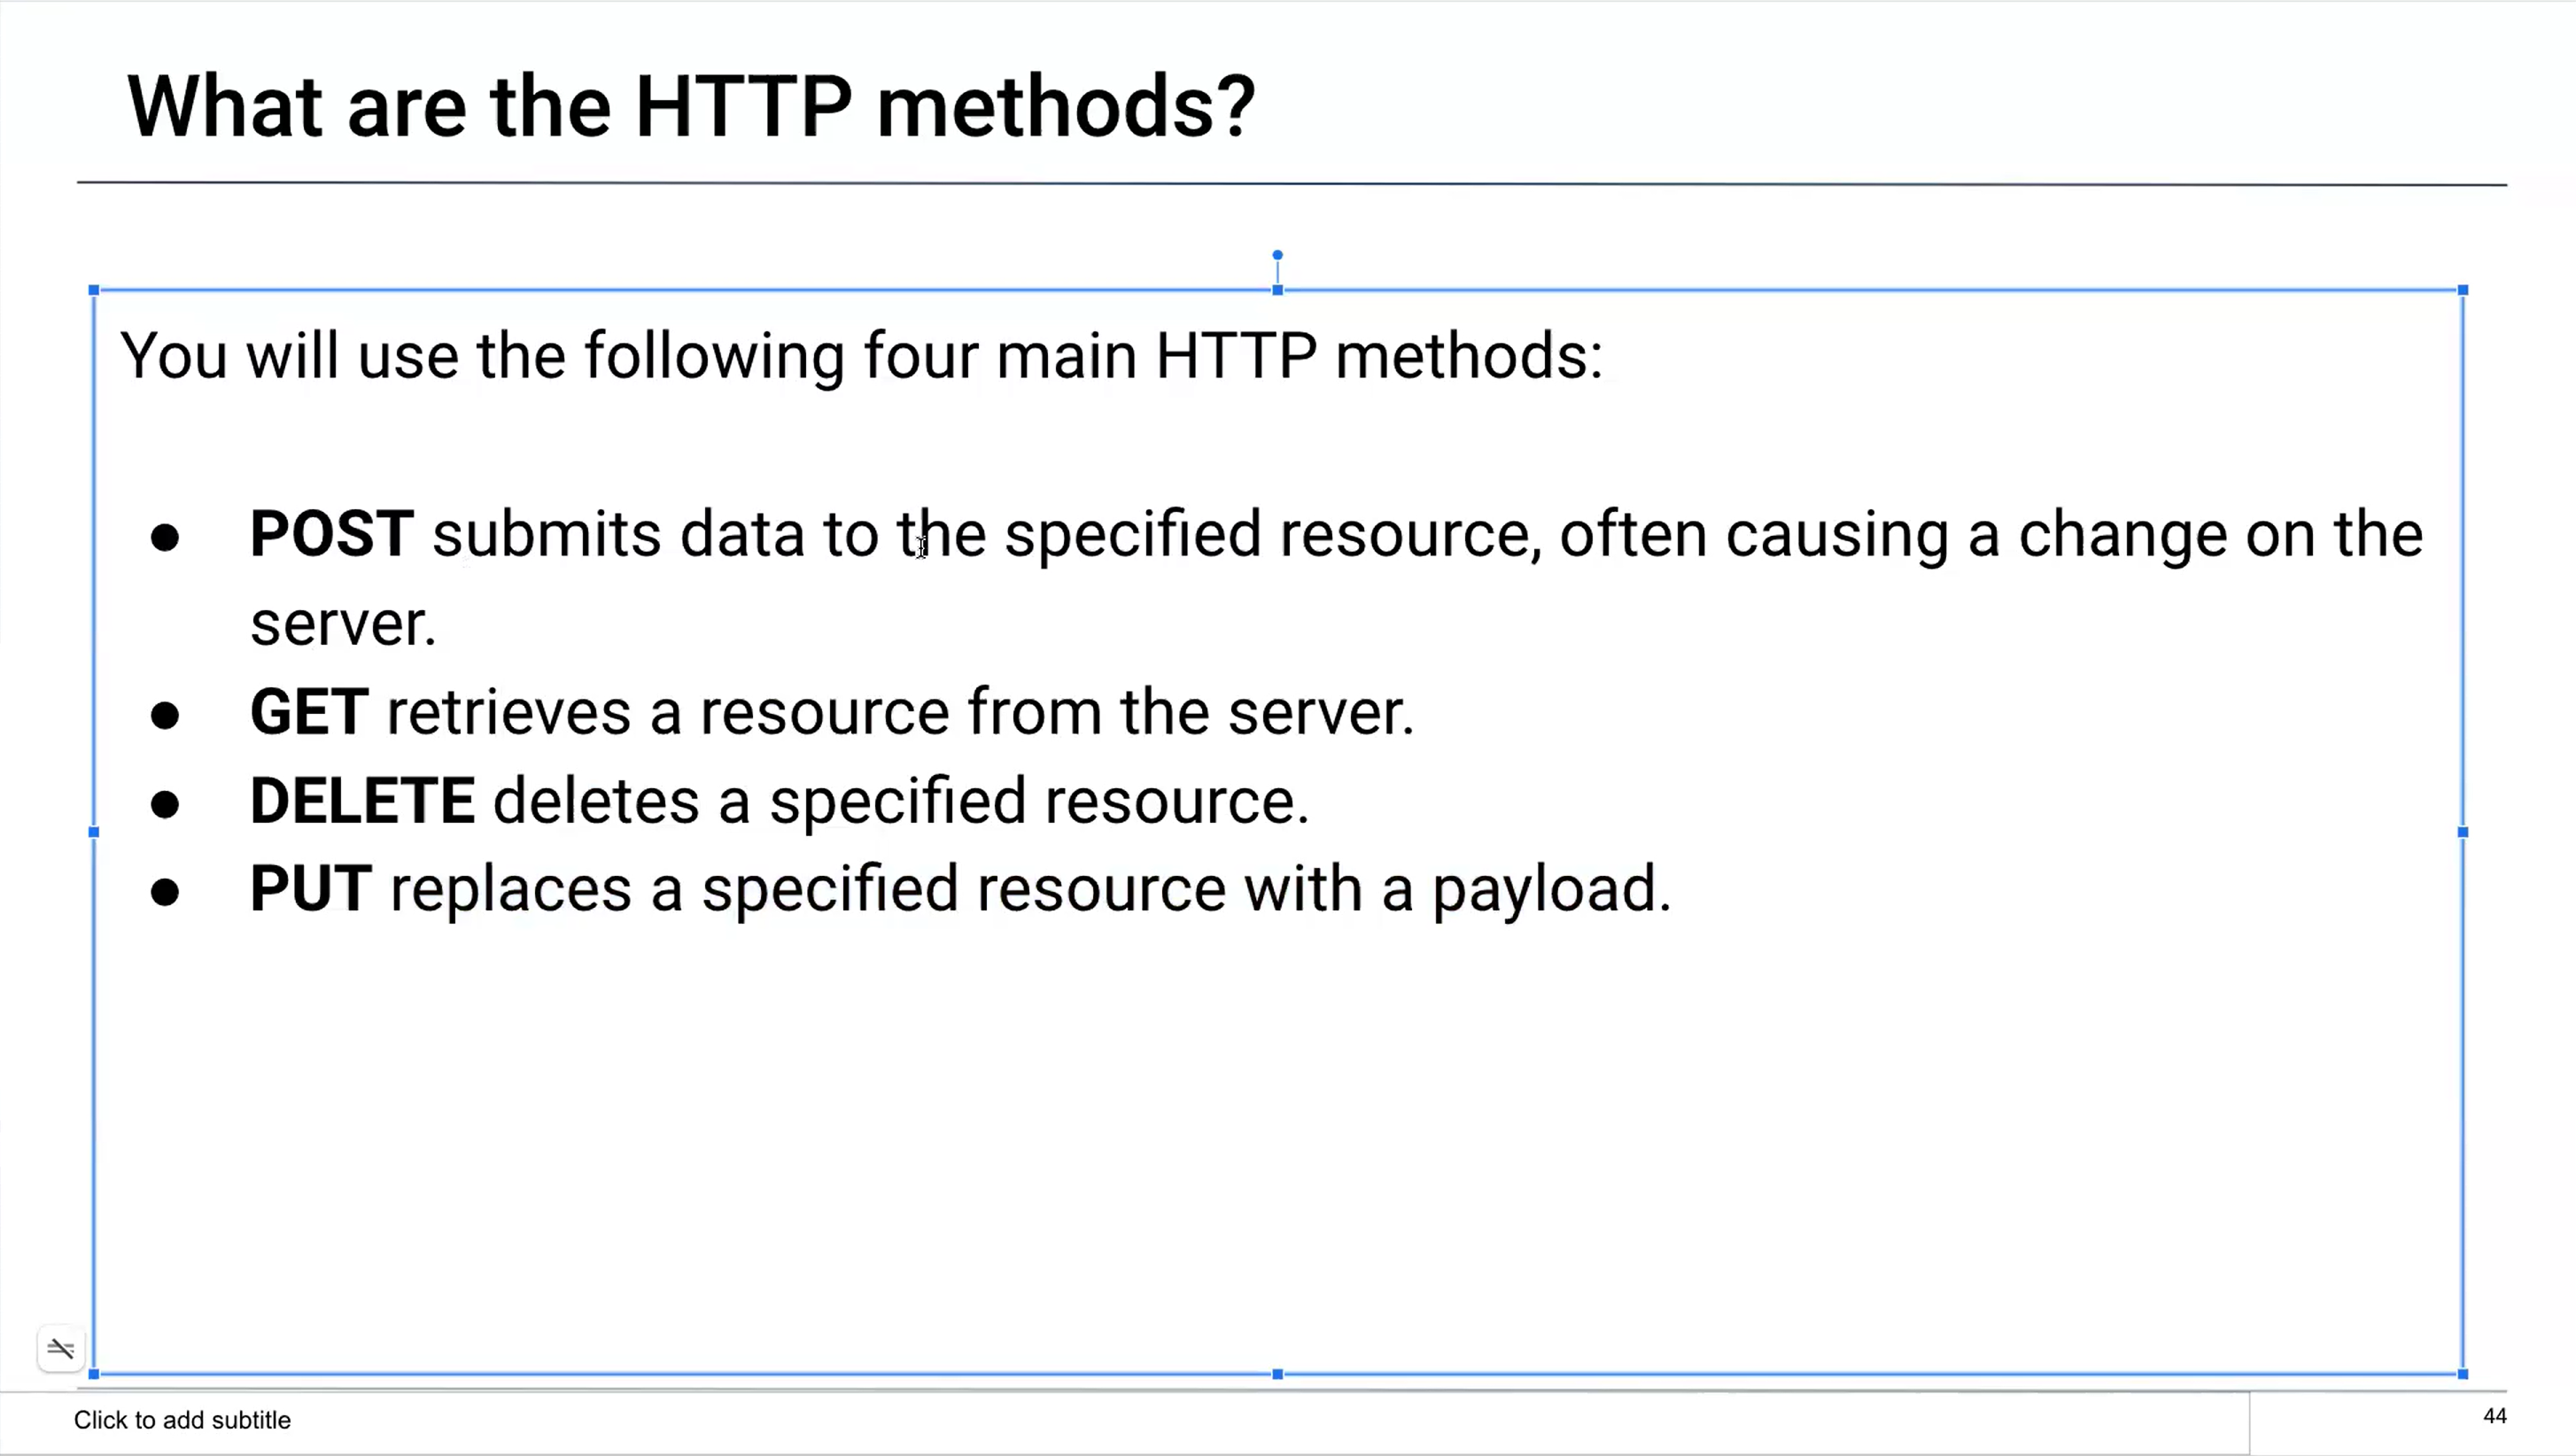 What are the HTTP methods?
You will use the following four main HTTP methods:
● POST submits data to the specified resource, often causing a change on the
server.
● GET retrieves a resource from the server.
● DELETE deletes a specified resource.
● PUT replaces a specified resource with a payload.
Click to add subtitle
44